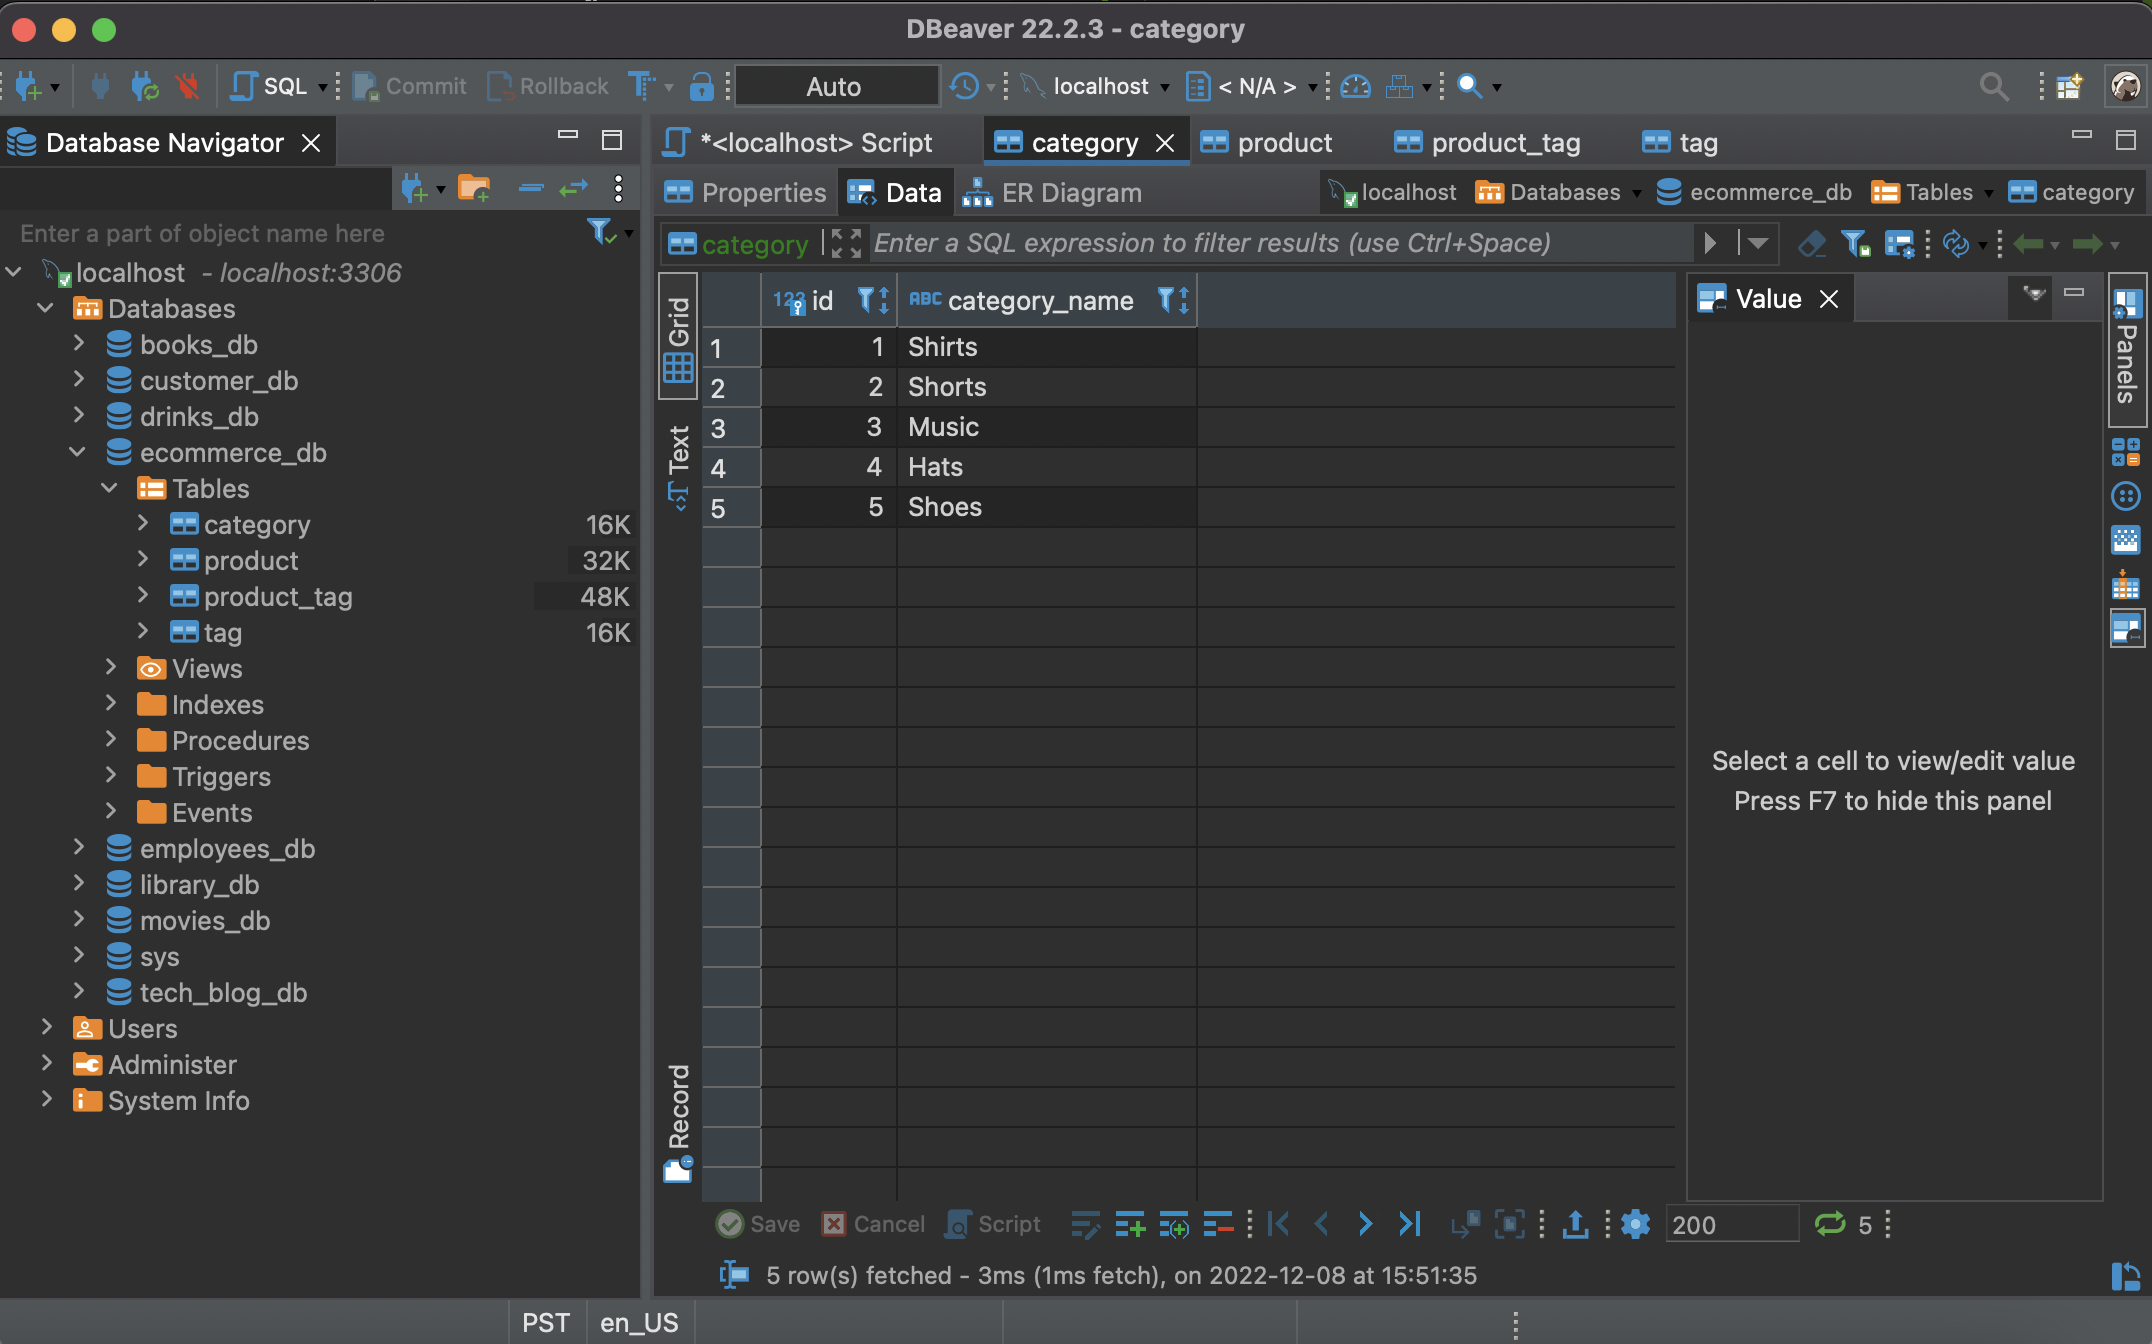 DBeaver 22.2.3 - category
SQL Commit Rollback Auto localhost < N/A >
Database Navigator
*<localhost> Script category product product_tag tag
Properties Data ER Diagram localhost Databases ecommerce_db Tables category
Enter a part of object name here
category Enter a SQL expression to filter results (use Ctrl+Space)
localhost - localhost:3306
Databases
books_db
customer_db
drinks_db
ecommerce_db
Tables
category 16K
product 32K
product_tag 48K
tag 16K
Views
Indexes
Procedures
Triggers
Events
employees_db
library_db
movies_db
sys
tech_blog_db
Users
Administer
System Info
Grid
Text
Record
123 id ABC category_name
1 1 Shirts
2 2 Shorts
3 3 Music
4 4 Hats
5 5 Shoes
Value
Panels
Select a cell to view/edit value
Press F7 to hide this panel
Save Cancel Script 200 5
5 row(s) fetched - 3ms (1ms fetch), on 2022-12-08 at 15:51:35
PST en_US